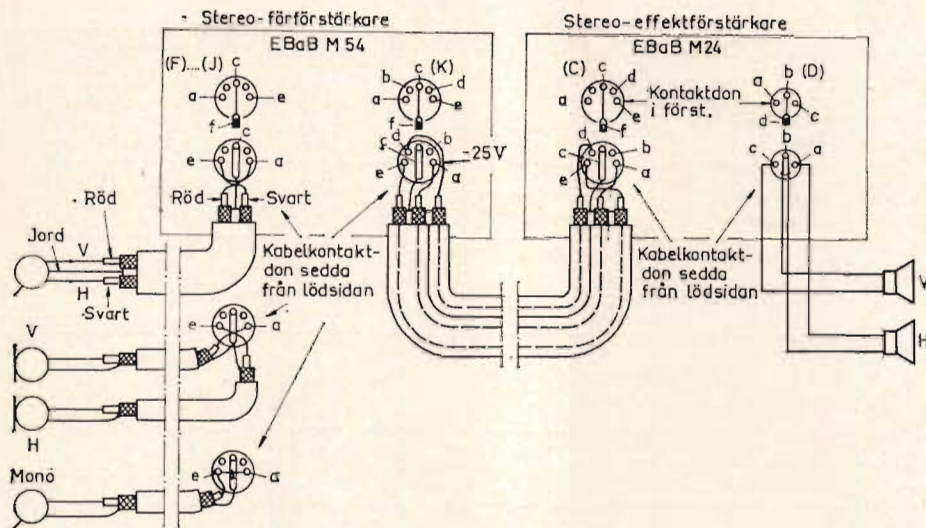 Stereo-förförstärkare
EBaB M 54
Stereo-effektförstärkare
EBaB M24
(F)....(J)
c
a
e
f
c
e
a
Röd
Svart
(K)
c
b
d
a
e
f
d
b
c
e
a
-25V
(C)
c
d
a
e
f
d
b
c
e
a
Kontaktdon
i först.
(D)
b
a
c
d
b
c
a
Röd
Jord
V
H
Svart
Kabelkontakt-
don sedda
från lödsidan
Kabelkontakt-
don sedda
från lödsidan
V
H
V
e
a
H
Mono
e
a